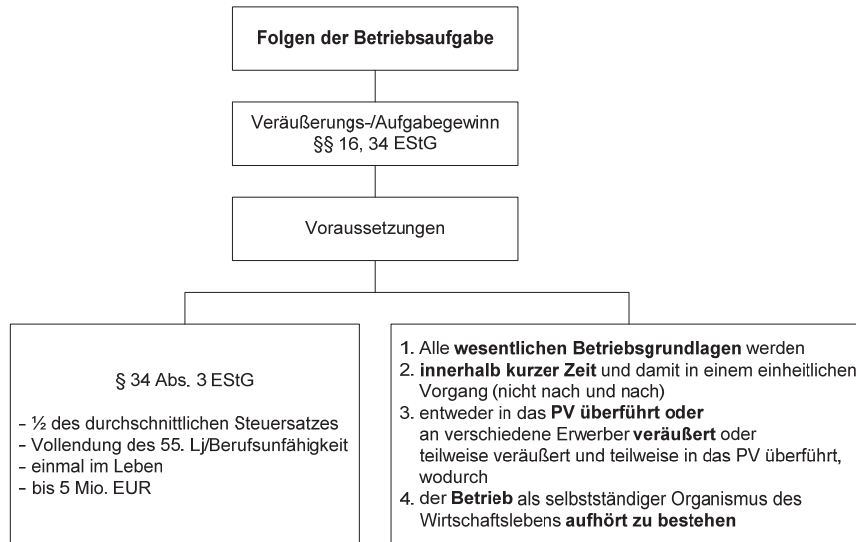 Folgen der Betriebsaufgabe
Veräußerungs-/Aufgabegewinn
§§ 16, 34 EStG
Voraussetzungen
§ 34 Abs. 3 EStG
- ½ des durchschnittlichen Steuersatzes
- Vollendung des 55. Lj/Berufsunfähigkeit
- einmal im Leben
- bis 5 Mio. EUR
1. Alle wesentlichen Betriebsgrundlagen werden
2. innerhalb kurzer Zeit und damit in einem einheitlichen
Vorgang (nicht nach und nach)
3. entweder in das PV überführt oder
an verschiedene Erwerber veräußert oder
teilweise veräußert und teilweise in das PV überführt,
wodurch
4. der Betrieb als selbstständiger Organismus des
Wirtschaftslebens aufhört zu bestehen